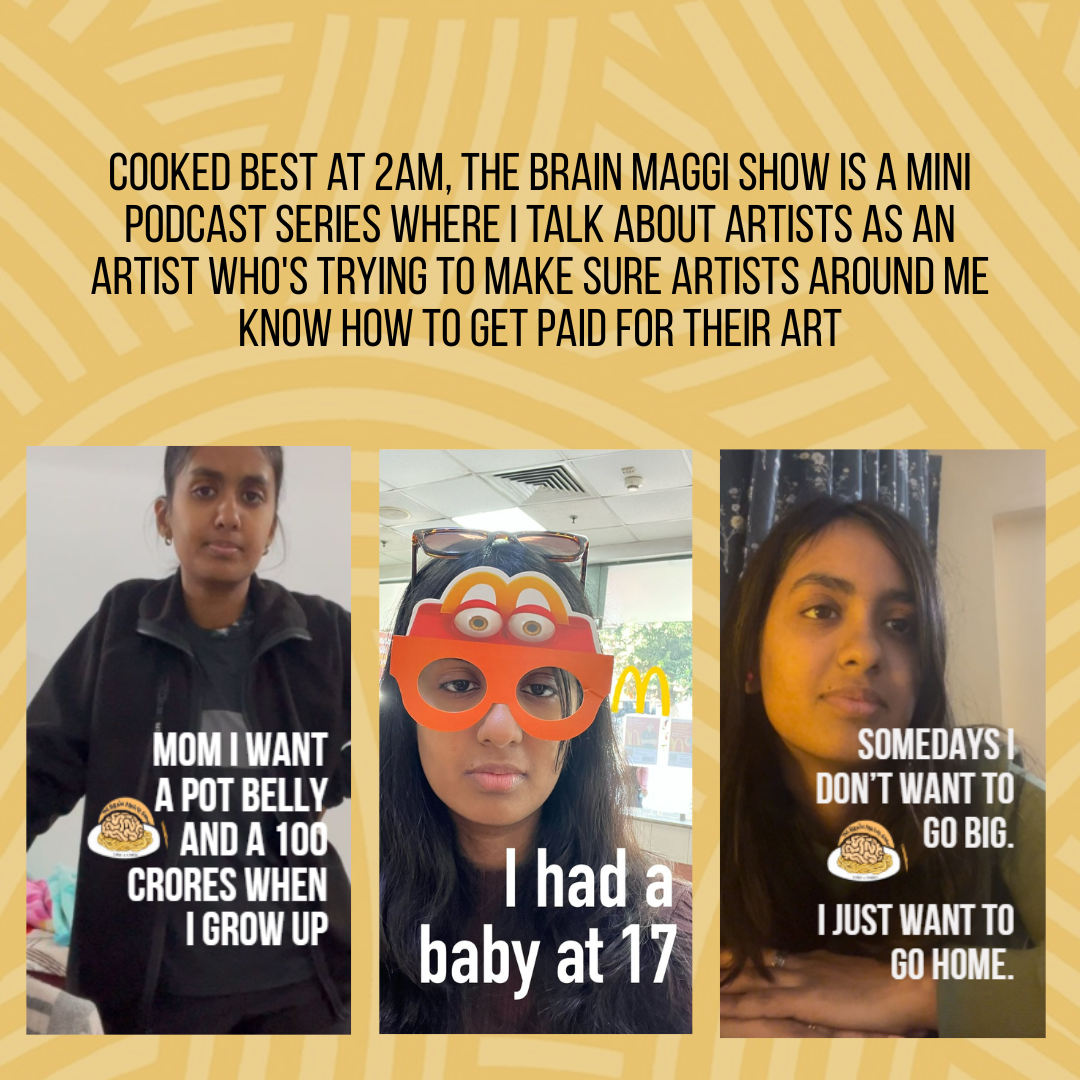 COOKED BEST AT 2AM, THE BRAIN MAGGI SHOW IS A MINI
PODCAST SERIES WHERE I TALK ABOUT ARTISTS AS AN
ARTIST WHO'S TRYING TO MAKE SURE ARTISTS AROUND ME
KNOW HOW TO GET PAID FOR THEIR ART
MOM I WANT
A POT BELLY
AND A 100
CRORES WHEN
I GROW UP
I had a
baby at 17
SOMEDAYS I
DON'T WANT TO
GO BIG.
I JUST WANT TO
GO HOME.